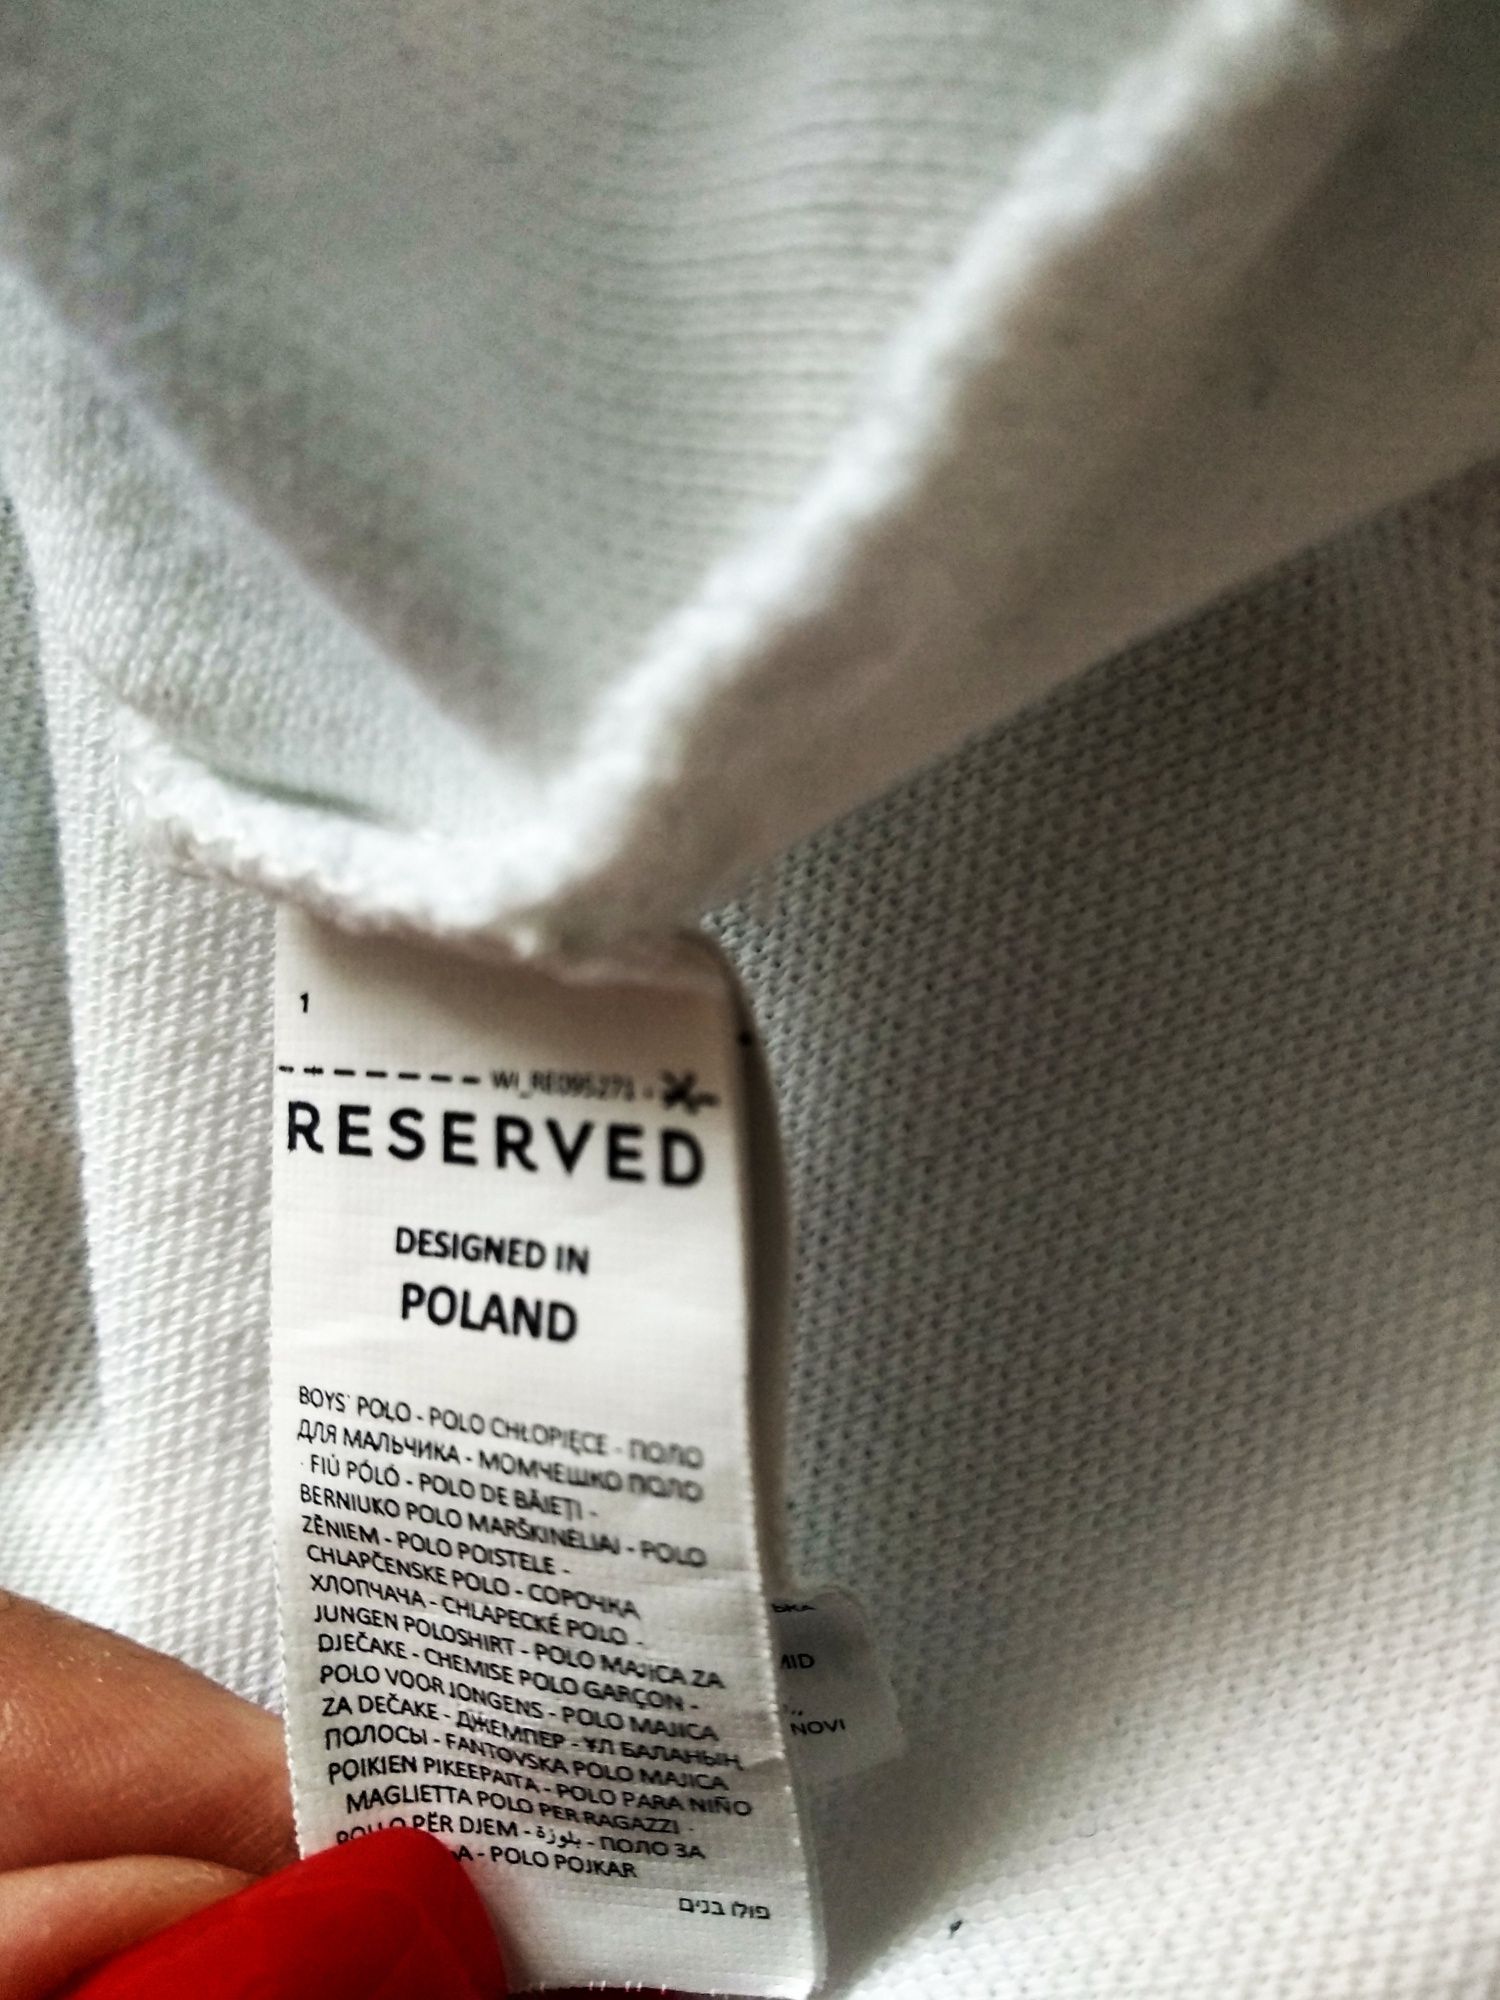 1
WI_RE095271
RESERVED
DESIGNED IN
POLAND
BOYS' POLO - POLO CHŁOPIĘCE - ПОЛО
ДЛЯ МАЛЬЧИКА - МОМЧЕШКО ПОЛО
- FIÚ PÓLÓ - POLO DE BĂIEȚI -
BERNIUKO POLO MARŠKINĖLIAI - POLO
ZĒNIEM - POLO POISTELE -
CHLAPČENSKE POLO - СОРОЧКА
ХЛОПЧАЧА - CHLAPECKÉ POLO -
JUNGEN POLOSHIRT - POLO MAJICA ZA
DJEČAKE - CHEMISE POLO GARÇON -
POLO VOOR JONGENS - POLO MAJICA
ZA DEČAKE - ДЖЕМПЕР - ҰЛ БАЛАНЫҢ
ПОЛОСЫ - FANTOVSKA POLO MAJICA
POIKIEN PIKEEPAITA - POLO PARA NIÑO
MAGLIETTA POLO PER RAGAZZI -
POLLO PËR DJEM - بلوزة - ПОЛО ЗА
- POLO POJKAR
פולו בנים
NOVI